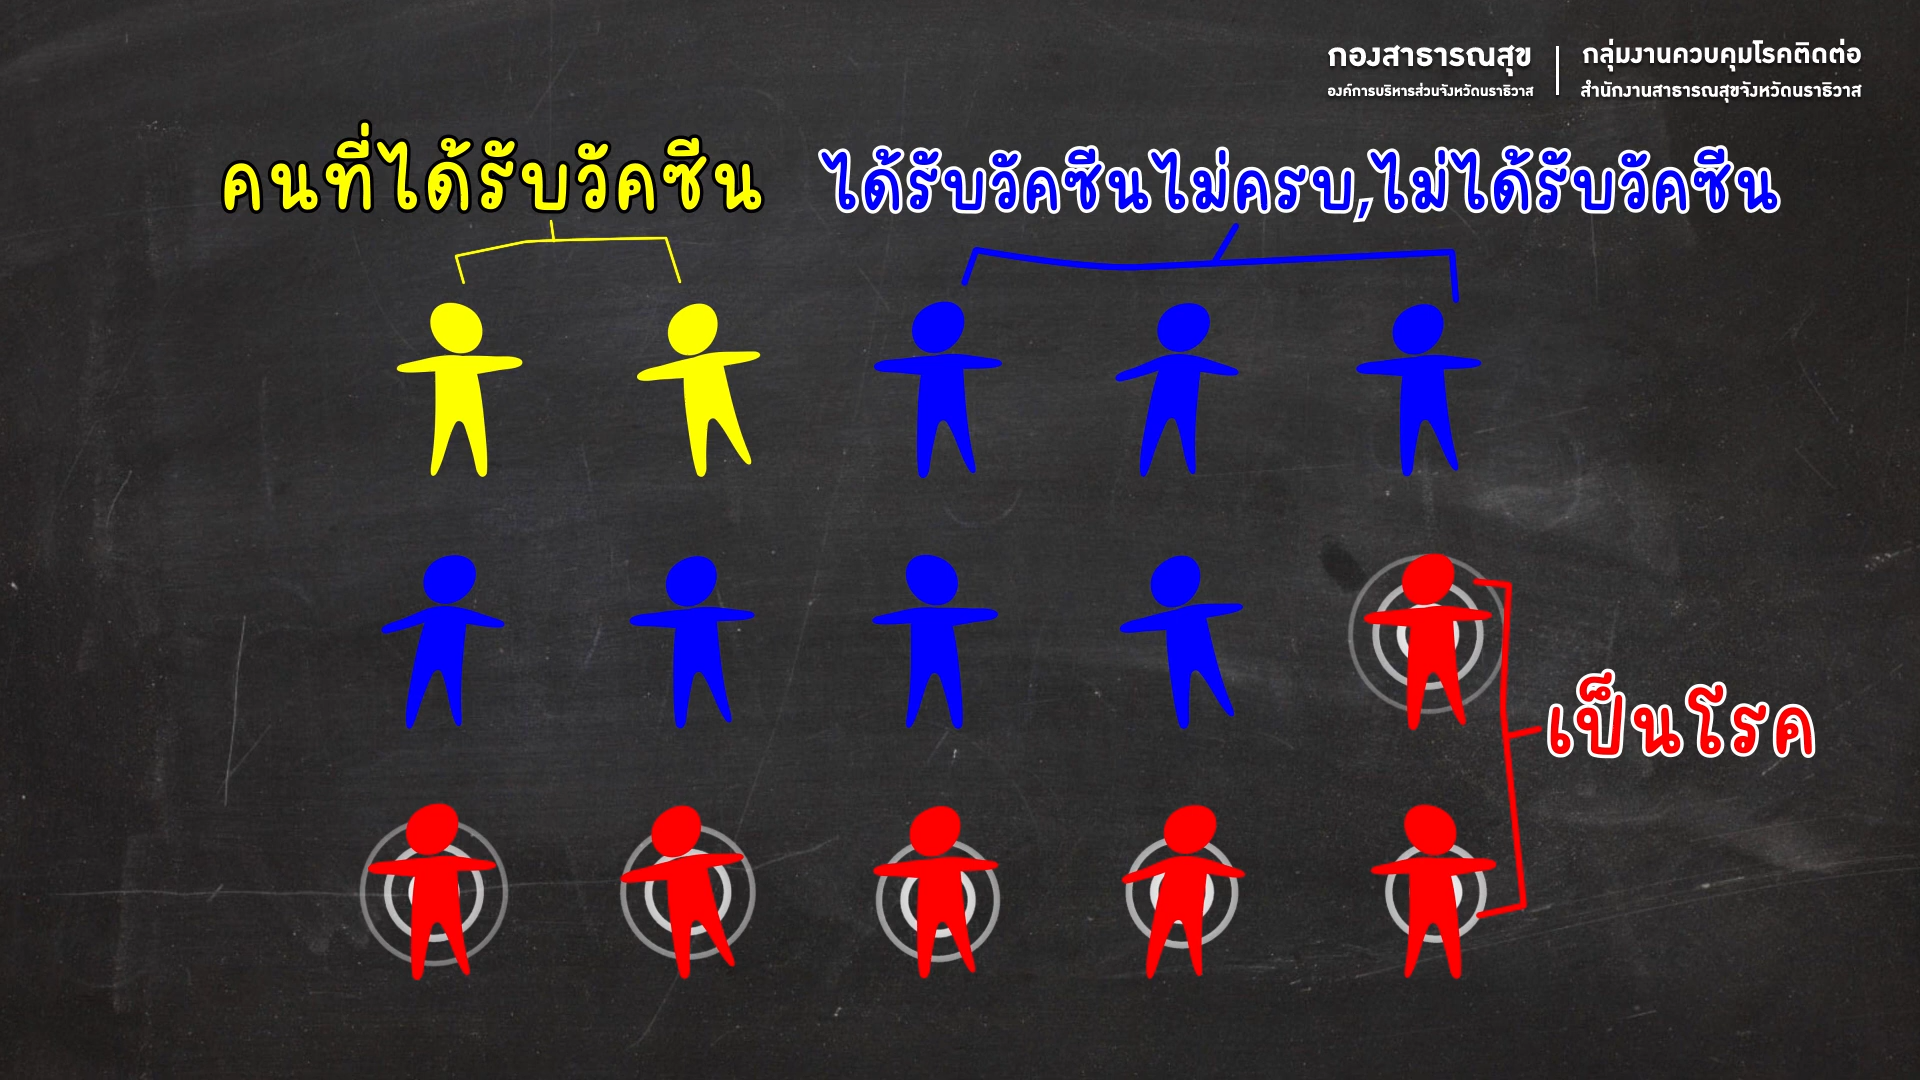 กองสาธารณสุข
องค์การบริหารส่วนจังหวัดนราธิวาส
กลุ่มงานควบคุมโรคติดต่อ
สำนักงานสาธารณสุขจังหวัดนราธิวาส
คนที่ได้รับวัคซีน
ได้รับวัคซีนไม่ครบ,ไม่ได้รับวัคซีน
เป็นโรค